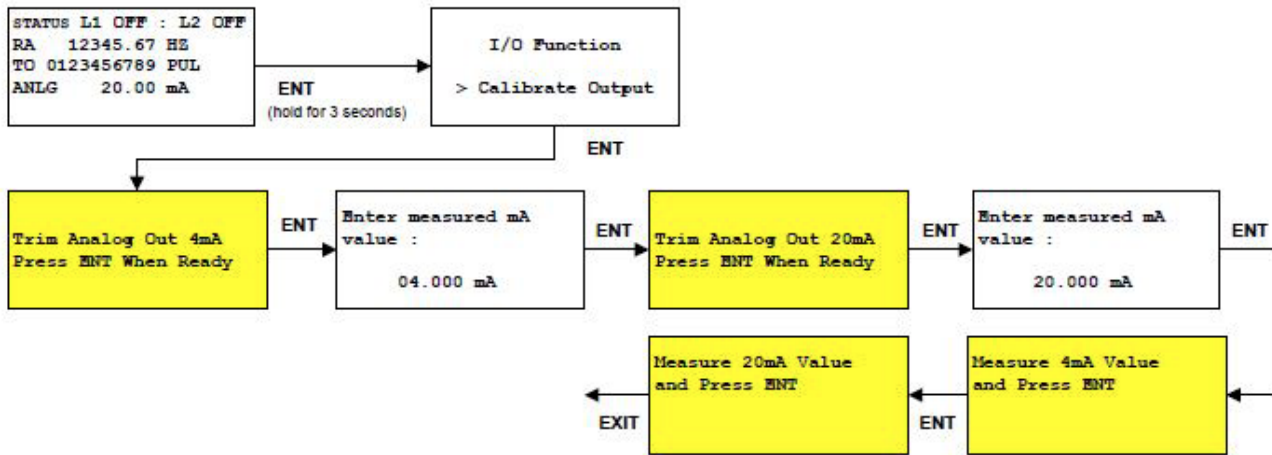 STATUS L1 OFF : L2 OFF
RA 12345.67 HZ
TO 0123456789 PUL
ANLG 20.00 mA
ENT
(hold for 3 seconds)
I/O Function
> Calibrate Output
ENT
Trim Analog Out 4mA
Press ENT When Ready
ENT
Enter measured mA
value :
04.000 mA
ENT
Trim Analog Out 20mA
Press ENT When Ready
ENT
Enter measured mA
value :
20.000 mA
ENT
Measure 4mA Value
and Press ENT
ENT
Measure 20mA Value
and Press ENT
EXIT